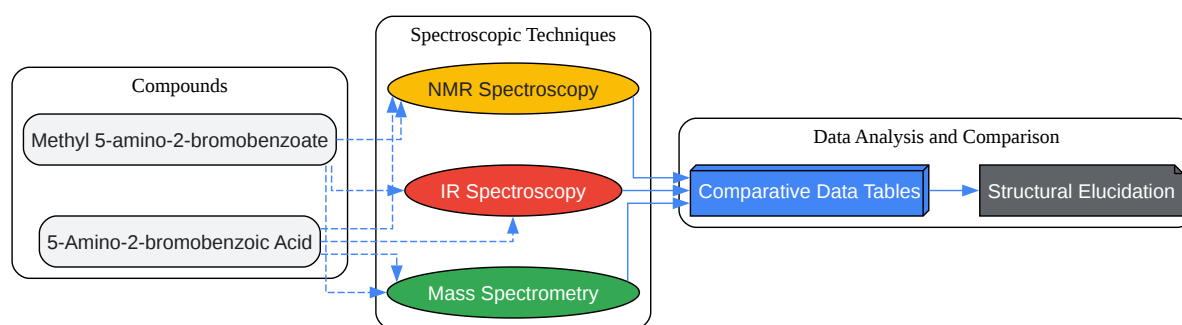 Compounds
Methyl 5-amino-2-bromobenzoate
5-Amino-2-bromobenzoic Acid
Spectroscopic Techniques
NMR Spectroscopy
IR Spectroscopy
Mass Spectrometry
Data Analysis and Comparison
Comparative Data Tables
Structural Elucidation